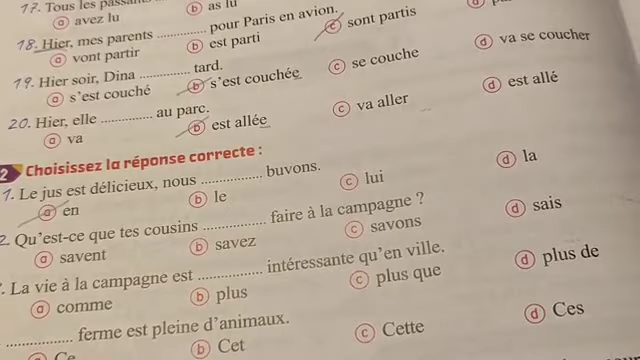 17. Tous les
ⓐ avez lu ⓑ as lu
18. Hier, mes parents .............. pour Paris en avion.
ⓐ vont partir ⓑ est parti ⓒ sont partis ⓓ
19. Hier soir, Dina .............. tard.
ⓐ s'est couché ⓑ s'est couchée ⓒ se couche ⓓ va se coucher
20. Hier, elle .............. au parc.
ⓐ va ⓑ est allée ⓒ va aller ⓓ est allé
2 Choisissez la réponse correcte :
1. Le jus est délicieux, nous ................. buvons.
ⓐ en ⓑ le ⓒ lui ⓓ la
2. Qu'est-ce que tes cousins ................. faire à la campagne ?
ⓐ savent ⓑ savez ⓒ savons ⓓ sais
. La vie à la campagne est ................. intéressante qu'en ville.
ⓐ comme ⓑ plus ⓒ plus que ⓓ plus de
................. ferme est pleine d'animaux.
ⓐ Ce ⓑ Cet ⓒ Cette ⓓ Ces